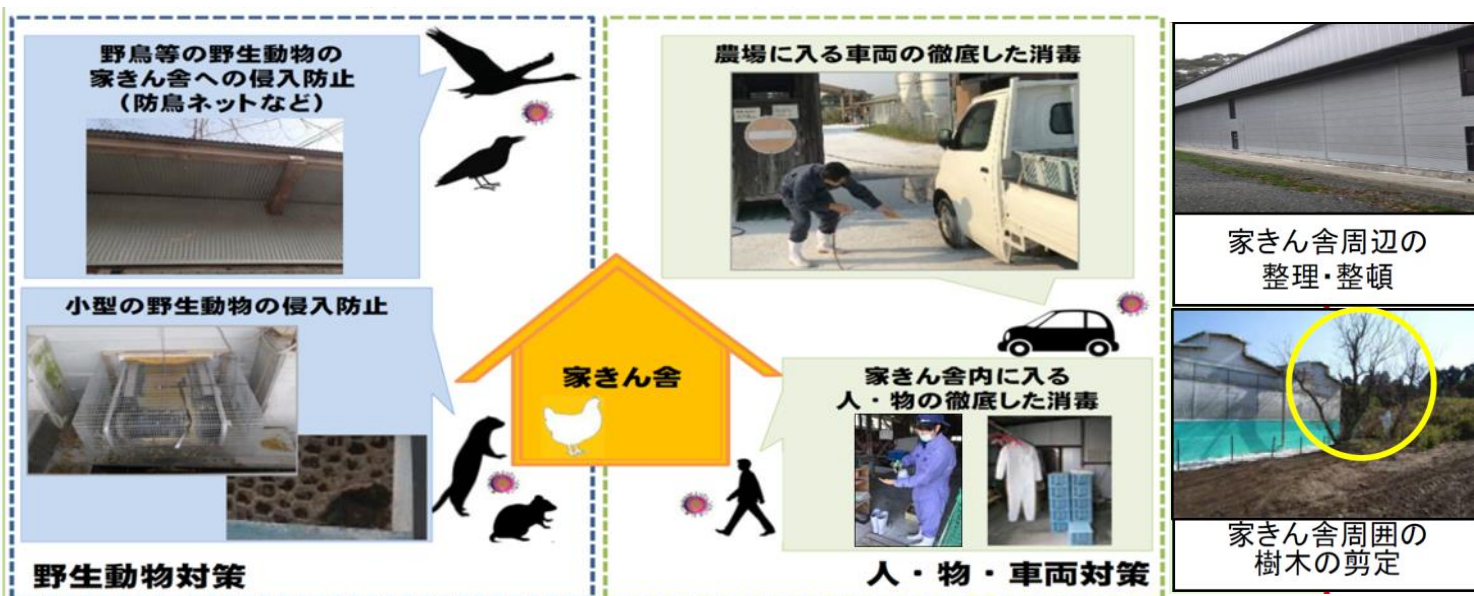 野鳥等の野生動物の
家きん舎への侵入防止
(防鳥ネットなど)
小型の野生動物の侵入防止
野生動物対策
家きん舎
農場に入る車両の徹底した消毒
家きん舎内に入る
人・物の徹底した消毒
人・物・車両対策
家きん舎周辺の
整理・整頓
家きん舎周囲の
樹木の剪定